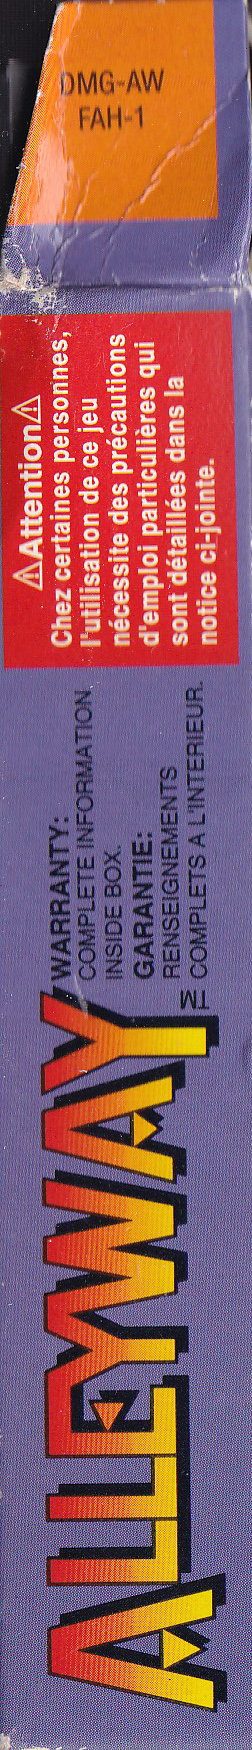 ALLEYWAY TM
WARRANTY:
COMPLETE INFORMATION
INSIDE BOX.
GARANTIE:
RENSEIGNEMENTS
COMPLETS A L'INTERIEUR.
⚠Attention⚠
Chez certaines personnes,
l'utilisation de ce jeu
nécessite des précautions
d'emploi particulières qui
sont détaillées dans la
notice ci-jointe.
DMG-AW
FAH-1